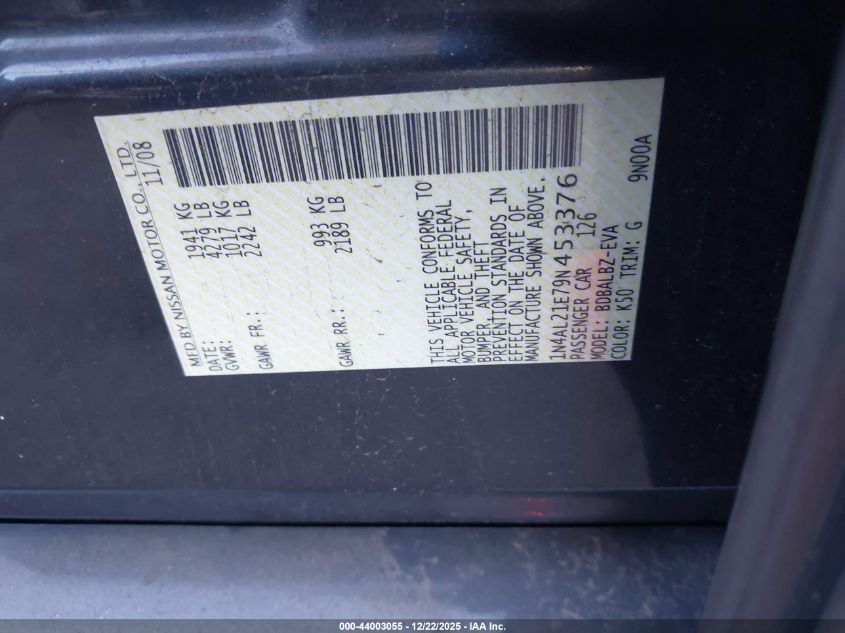 MFD BY NISSAN MOTOR CO., LTD.
DATE: 11/08
GVWR: 1941 KG
4279 LB
GAWR FR.: 1017 KG
2242 LB
GAWR RR.: 993 KG
2189 LB
THIS VEHICLE CONFORMS TO
ALL APPLICABLE FEDERAL
MOTOR VEHICLE SAFETY,
BUMPER, AND THEFT
PREVENTION STANDARDS IN
EFFECT ON THE DATE OF
MANUFACTURE SHOWN ABOVE.
1N4AL21E79N453376
PASSENGER CAR 126
MODEL: BDBALBZ-EVA
COLOR: K50 TRIM: G 9N00A
000-44003055 - 12/22/2025 - IAA Inc.